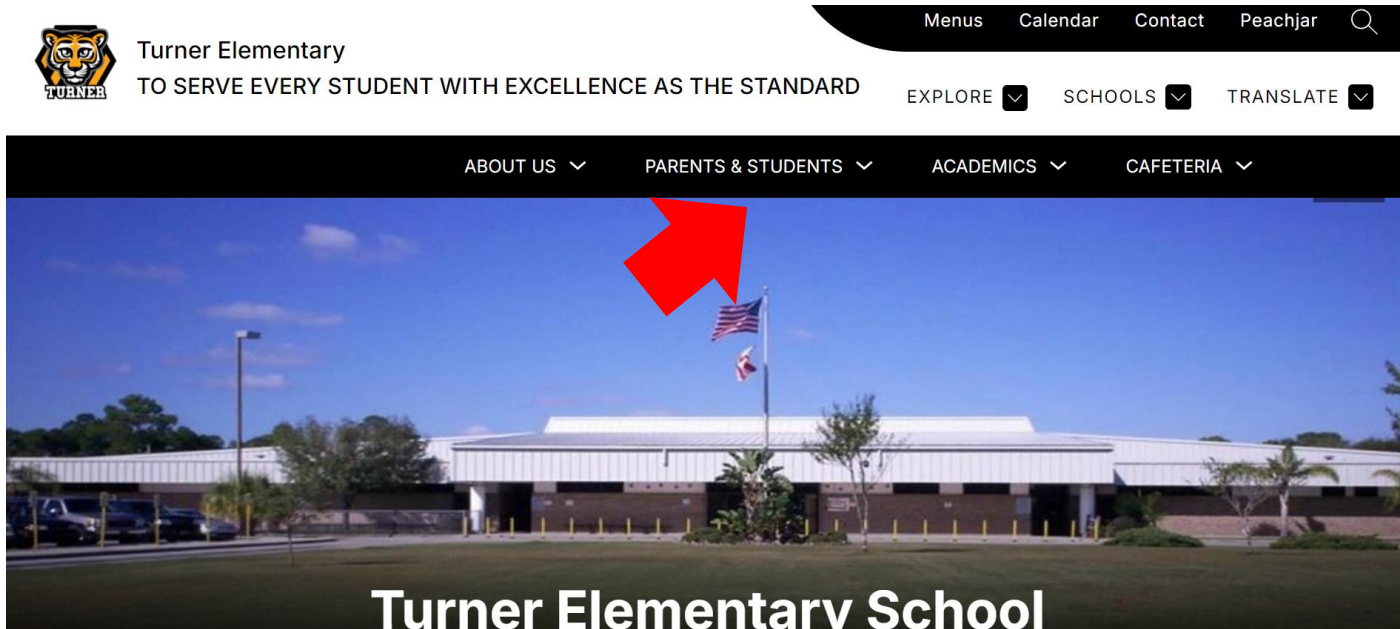 Menus Calendar Contact Peachjar
TURNER
Turner Elementary
TO SERVE EVERY STUDENT WITH EXCELLENCE AS THE STANDARD
EXPLORE SCHOOLS TRANSLATE
ABOUT US PARENTS & STUDENTS ACADEMICS CAFETERIA
Turner Elementary School